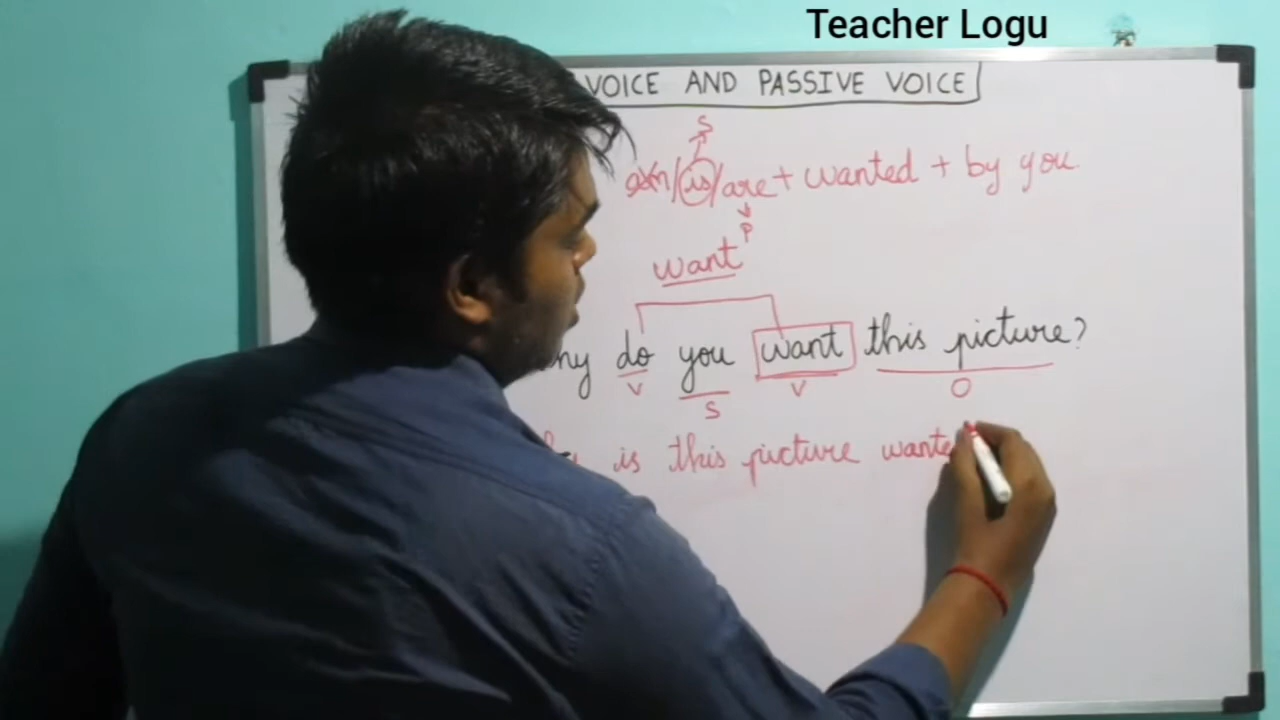 Teacher Logu
VOICE AND PASSIVE VOICE
S
am/is/are + wanted + by you
P
want
do you want this picture?
V S V O
is this picture wante